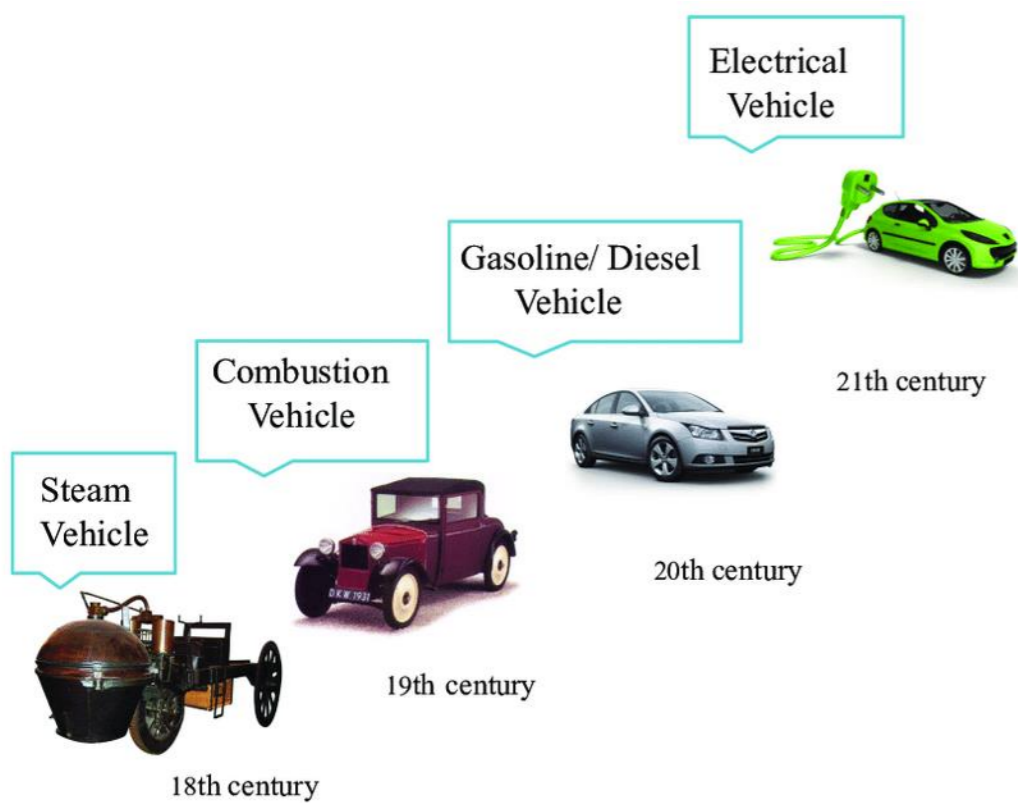 Electrical
Vehicle
Gasoline/ Diesel
Vehicle
21th century
Combustion
Vehicle
Steam
Vehicle
20th century
DKW 1931
19th century
18th century